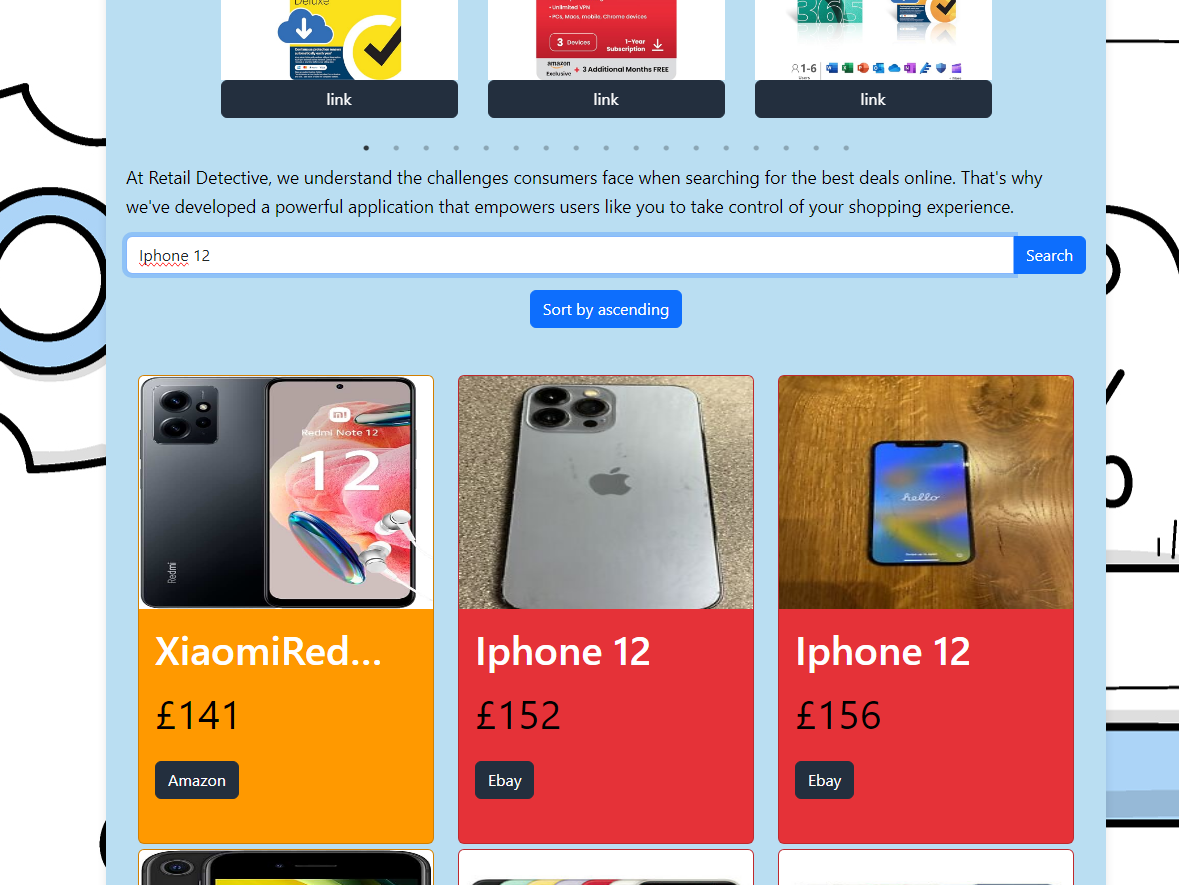 Deluxe
• Unlimited VPN
• PCs, Macs, mobile, Chrome devices
3 Devices
1-Year
Subscription
amazon
Exclusive
+ 3 Additional Months FREE
365
1-6
link
link
link
At Retail Detective, we understand the challenges consumers face when searching for the best deals online. That's why
we've developed a powerful application that empowers users like you to take control of your shopping experience.
Iphone 12
Search
Sort by ascending
Redmi Note 12
12
Redmi
hello
XiaomiRed...
Iphone 12
Iphone 12
£141
£152
£156
Amazon
Ebay
Ebay